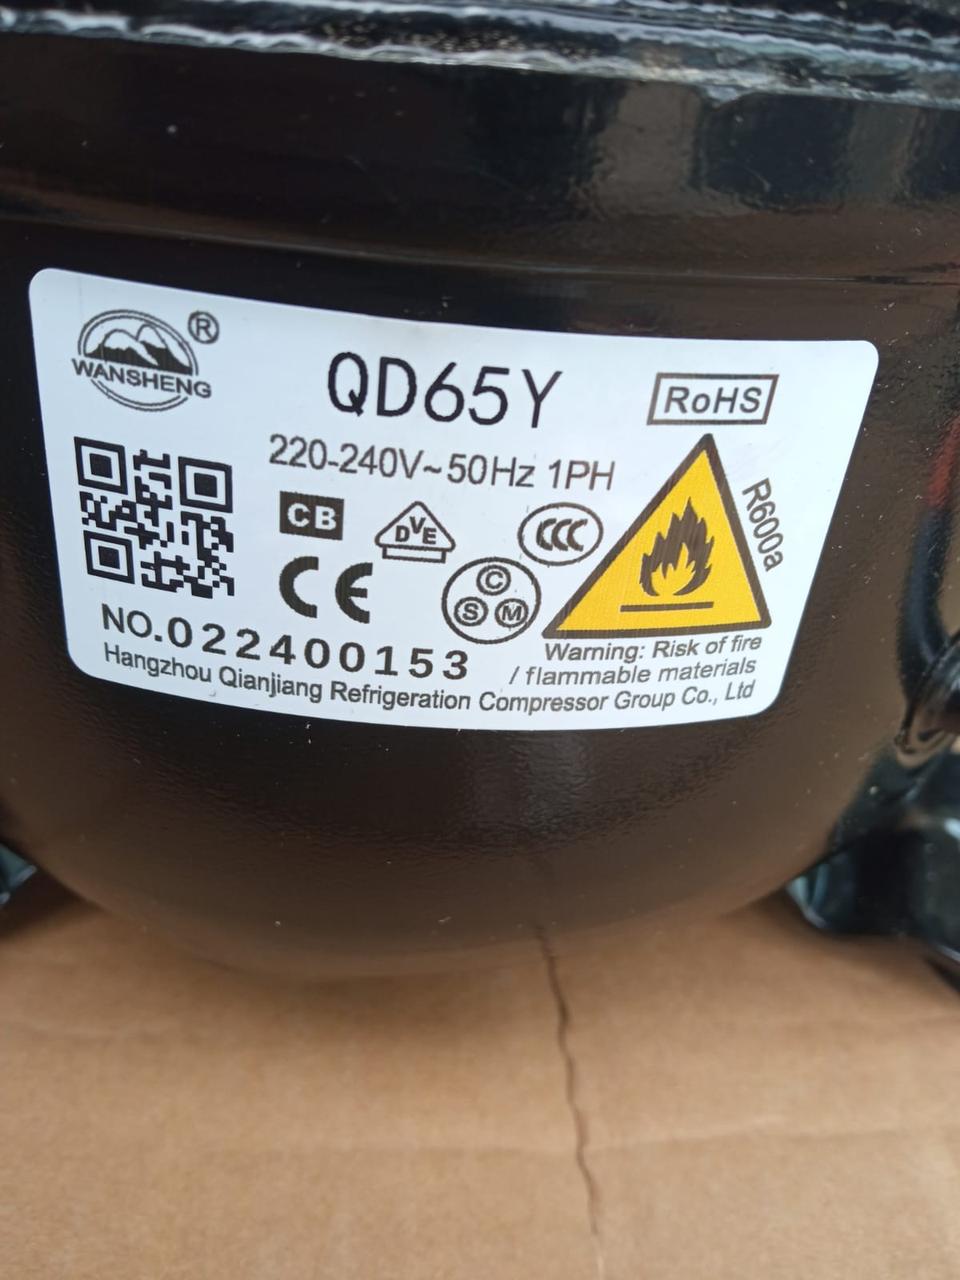 WANSHENG ®
QD65Y
RoHS
220-240V~50Hz 1PH
R600a
CB
DVE
CCC
CE
C
S M
NO.022400153
Warning: Risk of fire
/ flammable materials
Hangzhou Qianjiang Refrigeration Compressor Group Co., Ltd